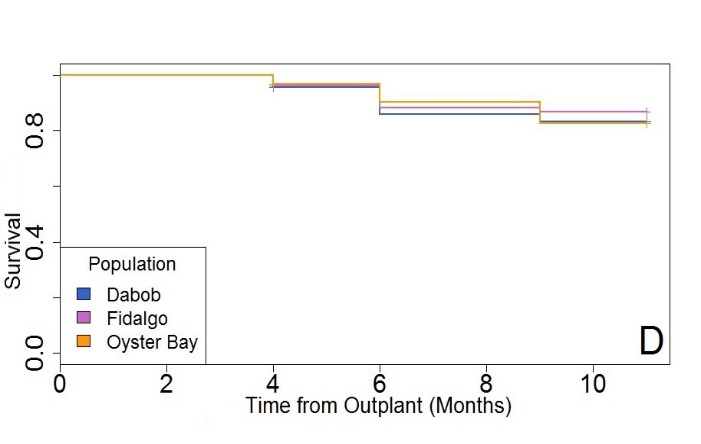 Survival
0.8
0.4
0.0
Population
Dabob
Fidalgo
Oyster Bay
D
0 2 4 6 8 10
Time from Outplant (Months)